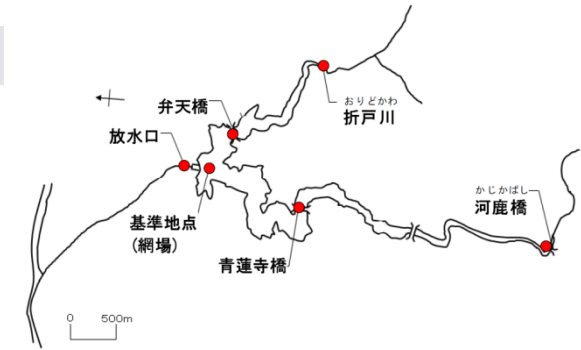 おりどかわ
折戸川
弁天橋
放水口
かじかばし
河鹿橋
基準地点
(網場)
青蓮寺橋
0 500m